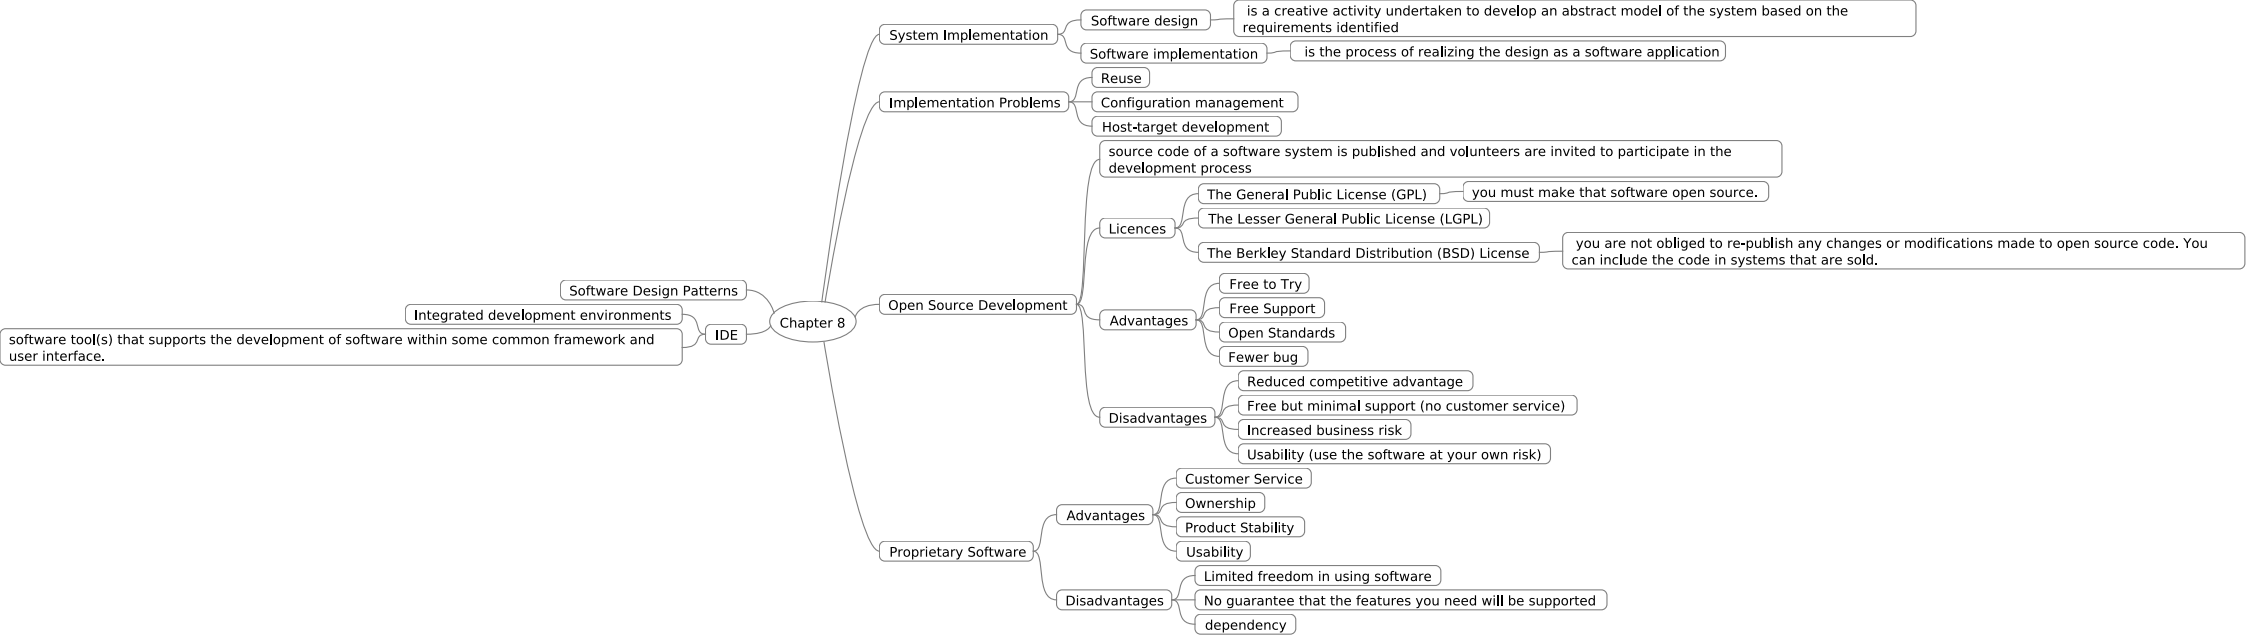 Chapter 8
System Implementation
Software design
is a creative activity undertaken to develop an abstract model of the system based on the
requirements identified
Software implementation
is the process of realizing the design as a software application
Implementation Problems
Reuse
Configuration management
Host-target development
Open Source Development
source code of a software system is published and volunteers are invited to participate in the
development process
Licences
The General Public License (GPL)
you must make that software open source.
The Lesser General Public License (LGPL)
The Berkley Standard Distribution (BSD) License
you are not obliged to re-publish any changes or modifications made to open source code. You
can include the code in systems that are sold.
Advantages
Free to Try
Free Support
Open Standards
Fewer bug
Disadvantages
Reduced competitive advantage
Free but minimal support (no customer service)
Increased business risk
Usability (use the software at your own risk)
Proprietary Software
Advantages
Customer Service
Ownership
Product Stability
Usability
Disadvantages
Limited freedom in using software
No guarantee that the features you need will be supported
dependency
Software Design Patterns
IDE
Integrated development environments
software tool(s) that supports the development of software within some common framework and
user interface.